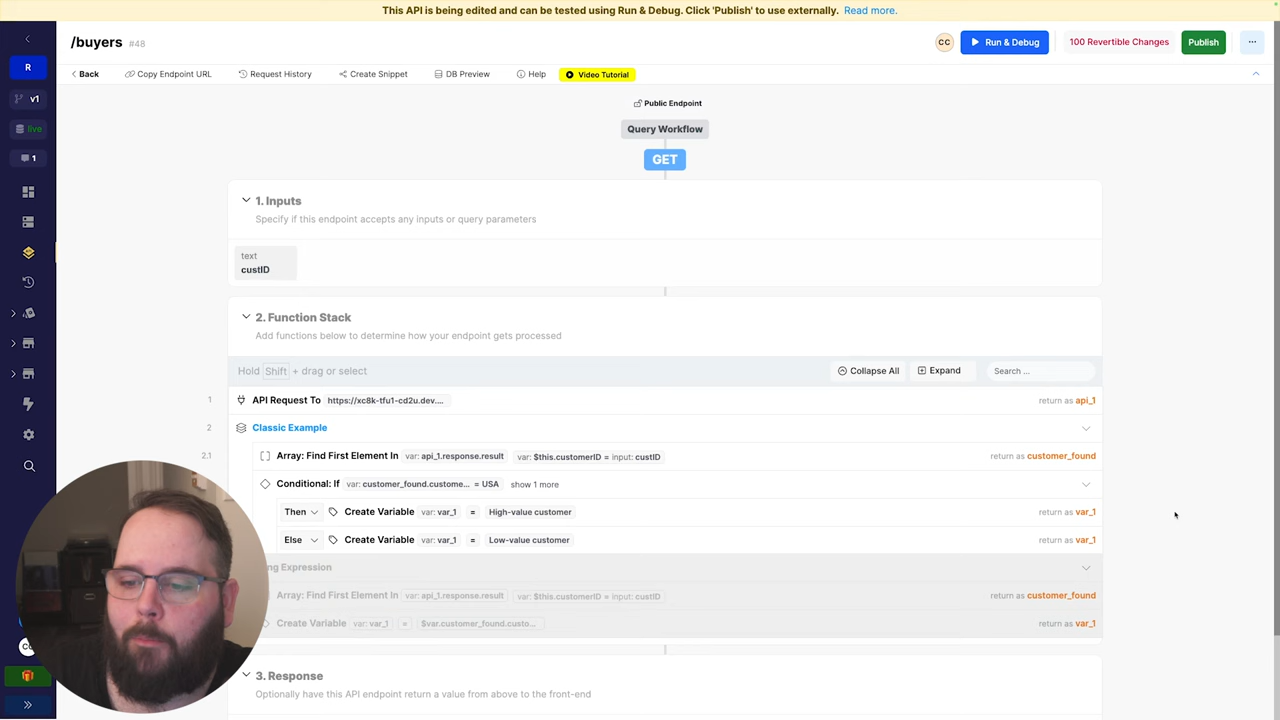 This API is being edited and can be tested using Run & Debug. Click 'Publish' to use externally. Read more.
/buyers #48
CC Run & Debug 100 Revertible Changes Publish
R
Back Copy Endpoint URL Request History Create Snippet DB Preview Help Video Tutorial
v1
Public Endpoint
live
Query Workflow
1
GET
1. Inputs
Specify if this endpoint accepts any inputs or query parameters
text
custID
2. Function Stack
Add functions below to determine how your endpoint gets processed
Hold Shift + drag or select Collapse All Expand Search ...
1 API Request To https://xc8k-tfu1-cd2u.dev.... return as api_1
2 Classic Example
2.1 Array: Find First Element In var: api_1.response.result var: $this.customerID = input: custID return as customer_found
Conditional: If var: customer_found.custome... = USA show 1 more
Then Create Variable var: var_1 = High-value customer return as var_1
Else Create Variable var: var_1 = Low-value customer return as var_1
Expression
Array: Find First Element In var: api_1.response.result var: $this.customerID = input: custID return as customer_found
Create Variable var: var_1 = $var.customer_found.custo... return as var_1
3. Response
Optionally have this API endpoint return a value from above to the front-end